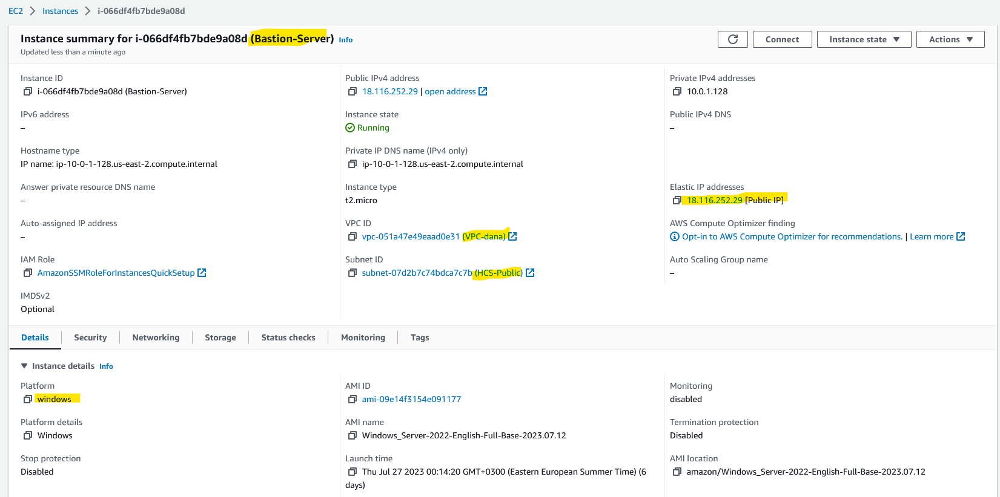 EC2 > Instances > i-066df4fb7bde9a08d
Instance summary for i-066df4fb7bde9a08d (Bastion-Server) Info
Updated less than a minute ago
Connect
Instance state
Actions
Instance ID
i-066df4fb7bde9a08d (Bastion-Server)
Public IPv4 address
18.116.252.29 | open address
Private IPv4 addresses
10.0.1.128
IPv6 address
–
Instance state
Running
Public IPv4 DNS
–
Hostname type
IP name: ip-10-0-1-128.us-east-2.compute.internal
Private IP DNS name (IPv4 only)
ip-10-0-1-128.us-east-2.compute.internal
Answer private resource DNS name
–
Instance type
t2.micro
Elastic IP addresses
18.116.252.29 [Public IP]
Auto-assigned IP address
–
VPC ID
vpc-051a47e49eaad0e31 (VPC-dana)
AWS Compute Optimizer finding
Opt-in to AWS Compute Optimizer for recommendations. | Learn more
IAM Role
AmazonSSMRoleForInstancesQuickSetup
Subnet ID
subnet-07d2b7c74bdca7c7b (HCS-Public)
Auto Scaling Group name
–
IMDSv2
Optional
Details
Security
Networking
Storage
Status checks
Monitoring
Tags
Instance details Info
Platform
windows
AMI ID
ami-09e14f3154e091177
Monitoring
disabled
Platform details
Windows
AMI name
Windows_Server-2022-English-Full-Base-2023.07.12
Termination protection
Disabled
Stop protection
Disabled
Launch time
Thu Jul 27 2023 00:14:20 GMT+0300 (Eastern European Summer Time) (6
days)
AMI location
amazon/Windows_Server-2022-English-Full-Base-2023.07.12